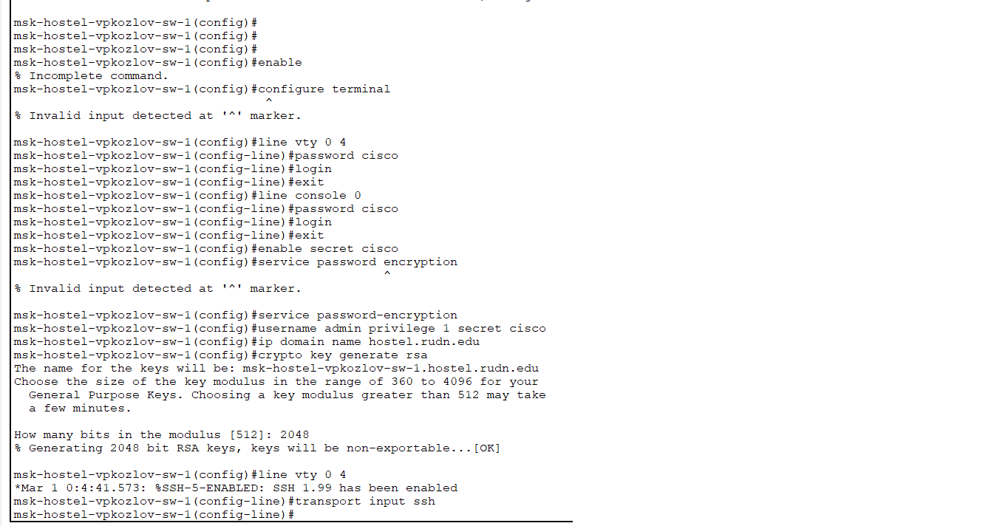 msk-hostel-vpkozlov-sw-1(config)#
msk-hostel-vpkozlov-sw-1(config)#
msk-hostel-vpkozlov-sw-1(config)#
msk-hostel-vpkozlov-sw-1(config)#enable
% Incomplete command.
msk-hostel-vpkozlov-sw-1(config)#configure terminal
^
% Invalid input detected at '^' marker.
msk-hostel-vpkozlov-sw-1(config)#line vty 0 4
msk-hostel-vpkozlov-sw-1(config-line)#password cisco
msk-hostel-vpkozlov-sw-1(config-line)#login
msk-hostel-vpkozlov-sw-1(config-line)#exit
msk-hostel-vpkozlov-sw-1(config)#line console 0
msk-hostel-vpkozlov-sw-1(config-line)#password cisco
msk-hostel-vpkozlov-sw-1(config-line)#login
msk-hostel-vpkozlov-sw-1(config-line)#exit
msk-hostel-vpkozlov-sw-1(config)#enable secret cisco
msk-hostel-vpkozlov-sw-1(config)#service password encryption
^
% Invalid input detected at '^' marker.
msk-hostel-vpkozlov-sw-1(config)#service password-encryption
msk-hostel-vpkozlov-sw-1(config)#username admin privilege 1 secret cisco
msk-hostel-vpkozlov-sw-1(config)#ip domain name hostel.rudn.edu
msk-hostel-vpkozlov-sw-1(config)#crypto key generate rsa
The name for the keys will be: msk-hostel-vpkozlov-sw-1.hostel.rudn.edu
Choose the size of the key modulus in the range of 360 to 4096 for your
General Purpose Keys. Choosing a key modulus greater than 512 may take
a few minutes.
How many bits in the modulus [512]: 2048
% Generating 2048 bit RSA keys, keys will be non-exportable...[OK]
msk-hostel-vpkozlov-sw-1(config)#line vty 0 4
*Mar 1 0:4:41.573: %SSH-5-ENABLED: SSH 1.99 has been enabled
msk-hostel-vpkozlov-sw-1(config-line)#transport input ssh
msk-hostel-vpkozlov-sw-1(config-line)#